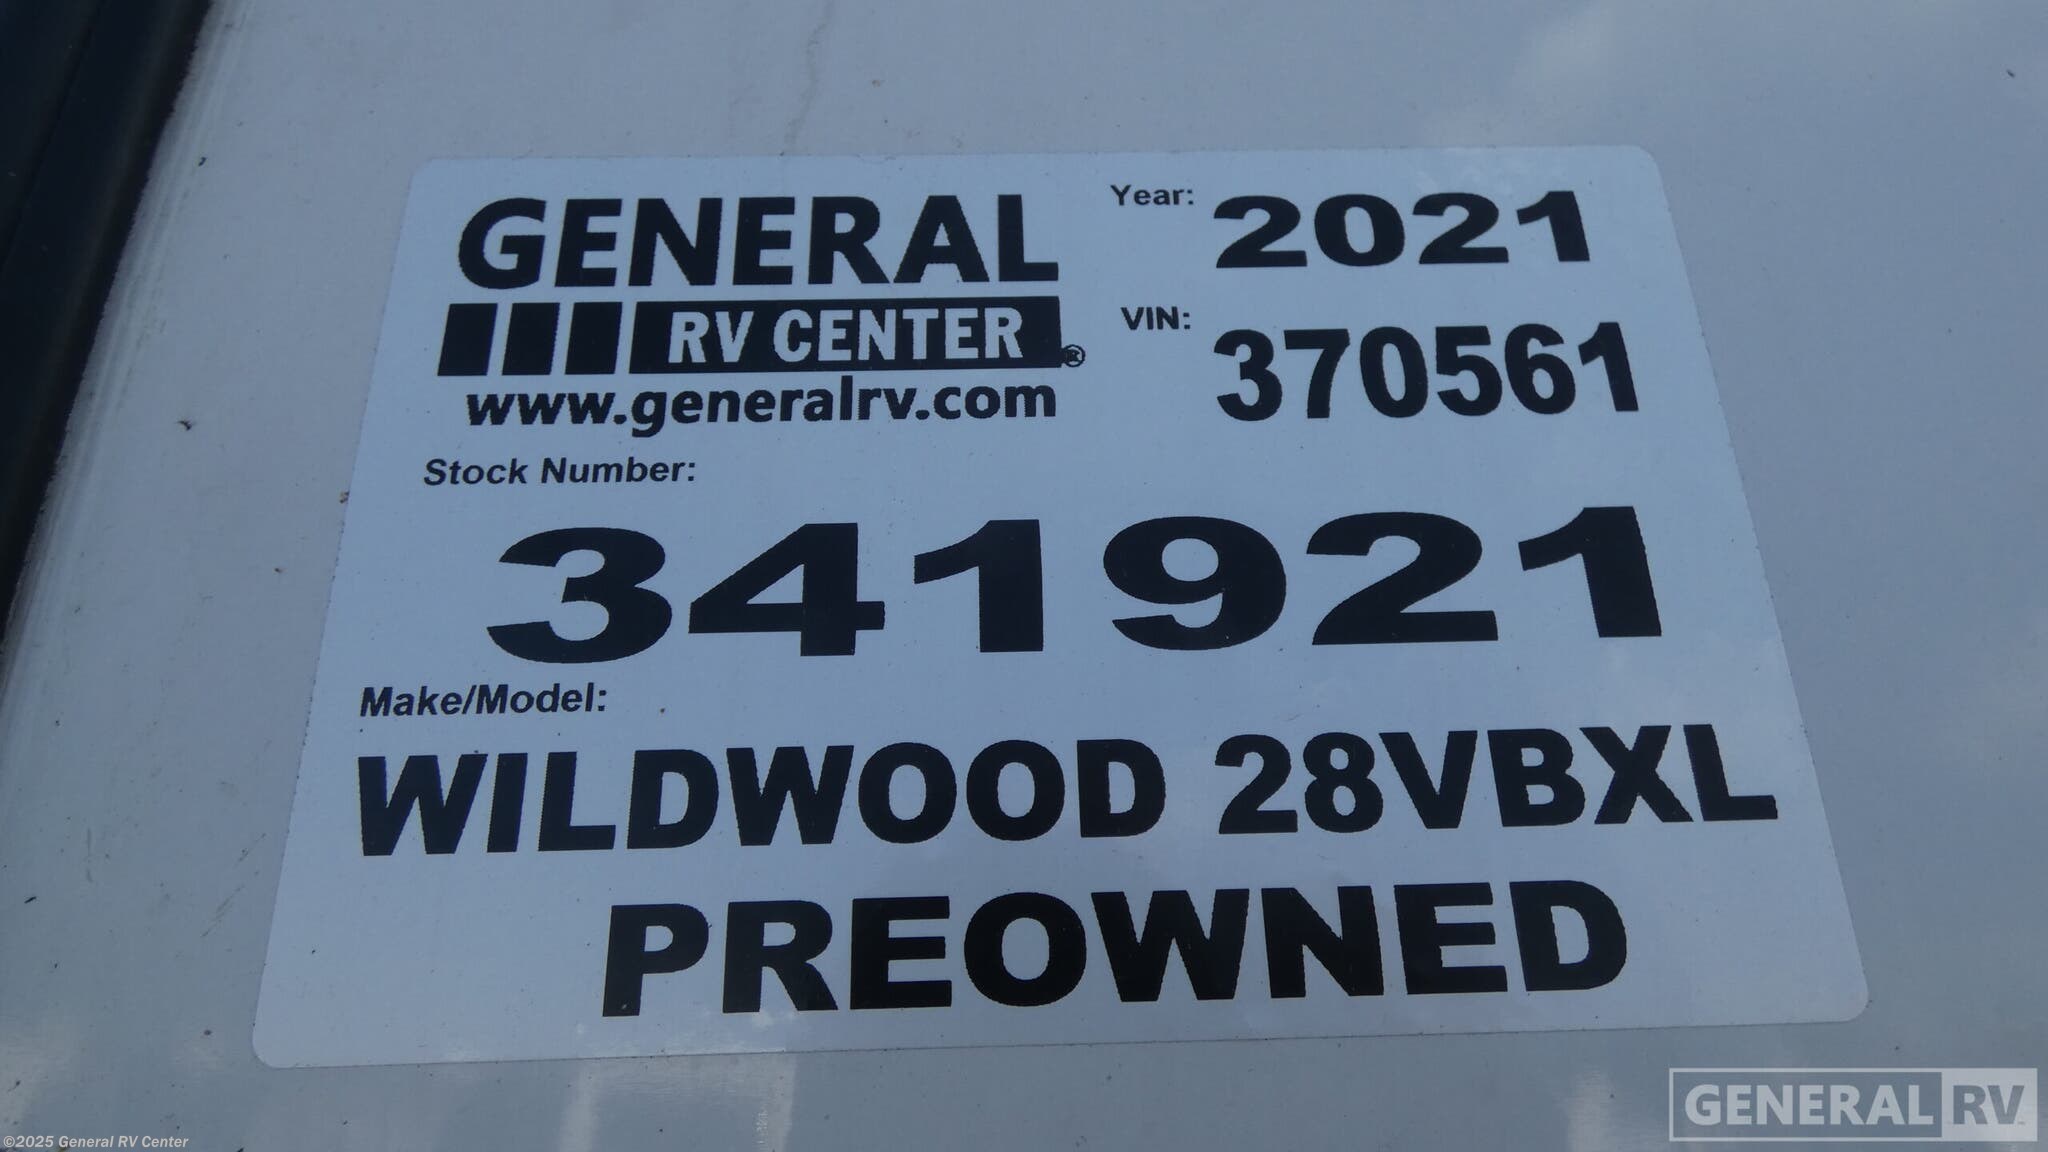 GENERAL
RV CENTER®
www.generalrv.com
Year: 2021
VIN: 370561
Stock Number:
341921
Make/Model:
WILDWOOD 28VBXL
PREOWNED
GENERAL RV
©2025 General RV Center